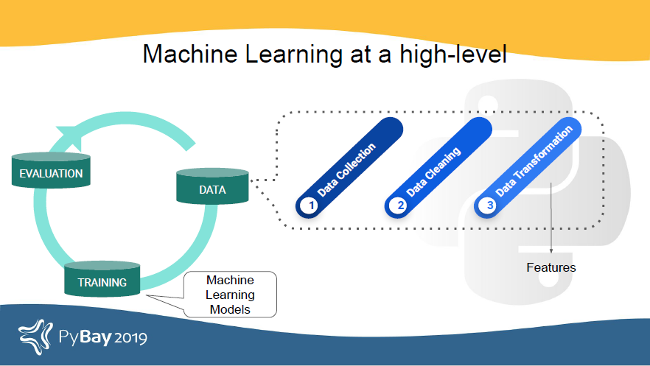 Machine Learning at a high-level
EVALUATION
DATA
TRAINING
Machine
Learning
Models
1 Data Collection
2 Data Cleaning
3 Data Transformation
Features
PyBay 2019